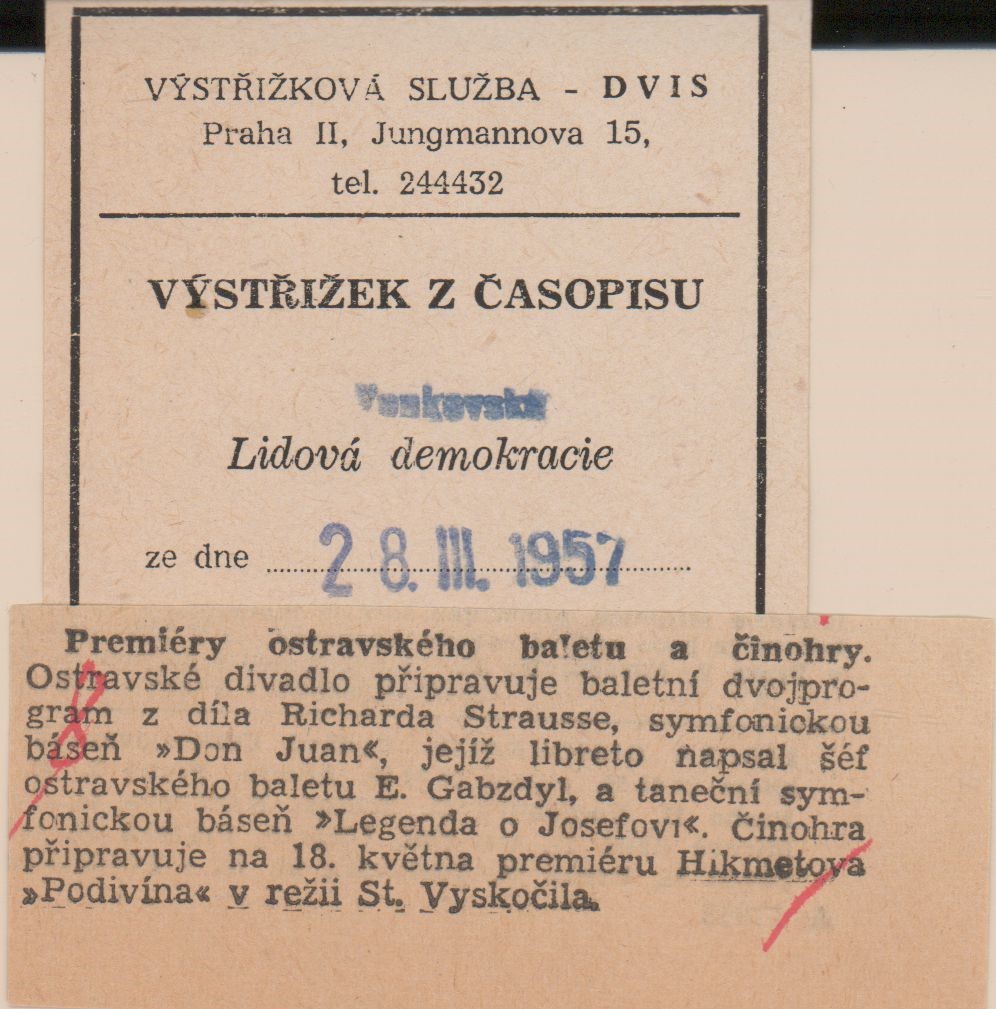 VÝSTŘIŽKOVÁ SLUŽBA - DVIS
Praha II, Jungmannova 15,
tel. 244432
VÝSTŘIŽEK Z ČASOPISU
Lidová demokracie
ze dne 28. III. 1957
Premiéry ostravského baletu a činohry.
Ostravské divadlo připravuje baletní dvojpro-
gram z díla Richarda Strausse, symfonickou
báseň »Don Juan«, jejíž libreto napsal šéf
ostravského baletu E. Gabzdyl, a taneční sym-
fonickou báseň »Legenda o Josefovi«. Činohra
připravuje na 18. května premiéru Hikmetova
»Podivína« v režii St. Vyskočila.